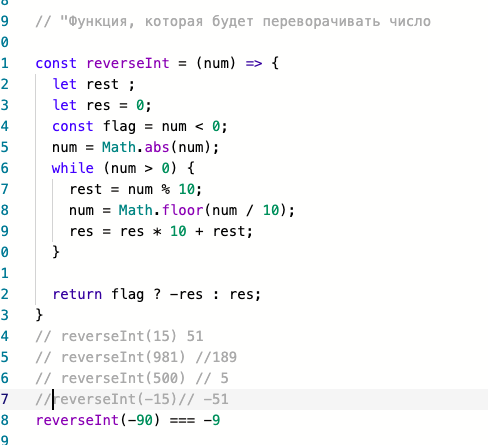 8
9 // "Функция, которая будет переворачивать число
0
1 const reverseInt = (num) => {
2 let rest ;
3 let res = 0;
4 const flag = num < 0;
5 num = Math.abs(num);
6 while (num > 0) {
7 rest = num % 10;
8 num = Math.floor(num / 10);
9 res = res * 10 + rest;
0 }
1
2 return flag ? -res : res;
3 }
4 // reverseInt(15) 51
5 // reverseInt(981) //189
6 // reverseInt(500) // 5
7 //reverseInt(-15)// -51
8 reverseInt(-90) === -9
9